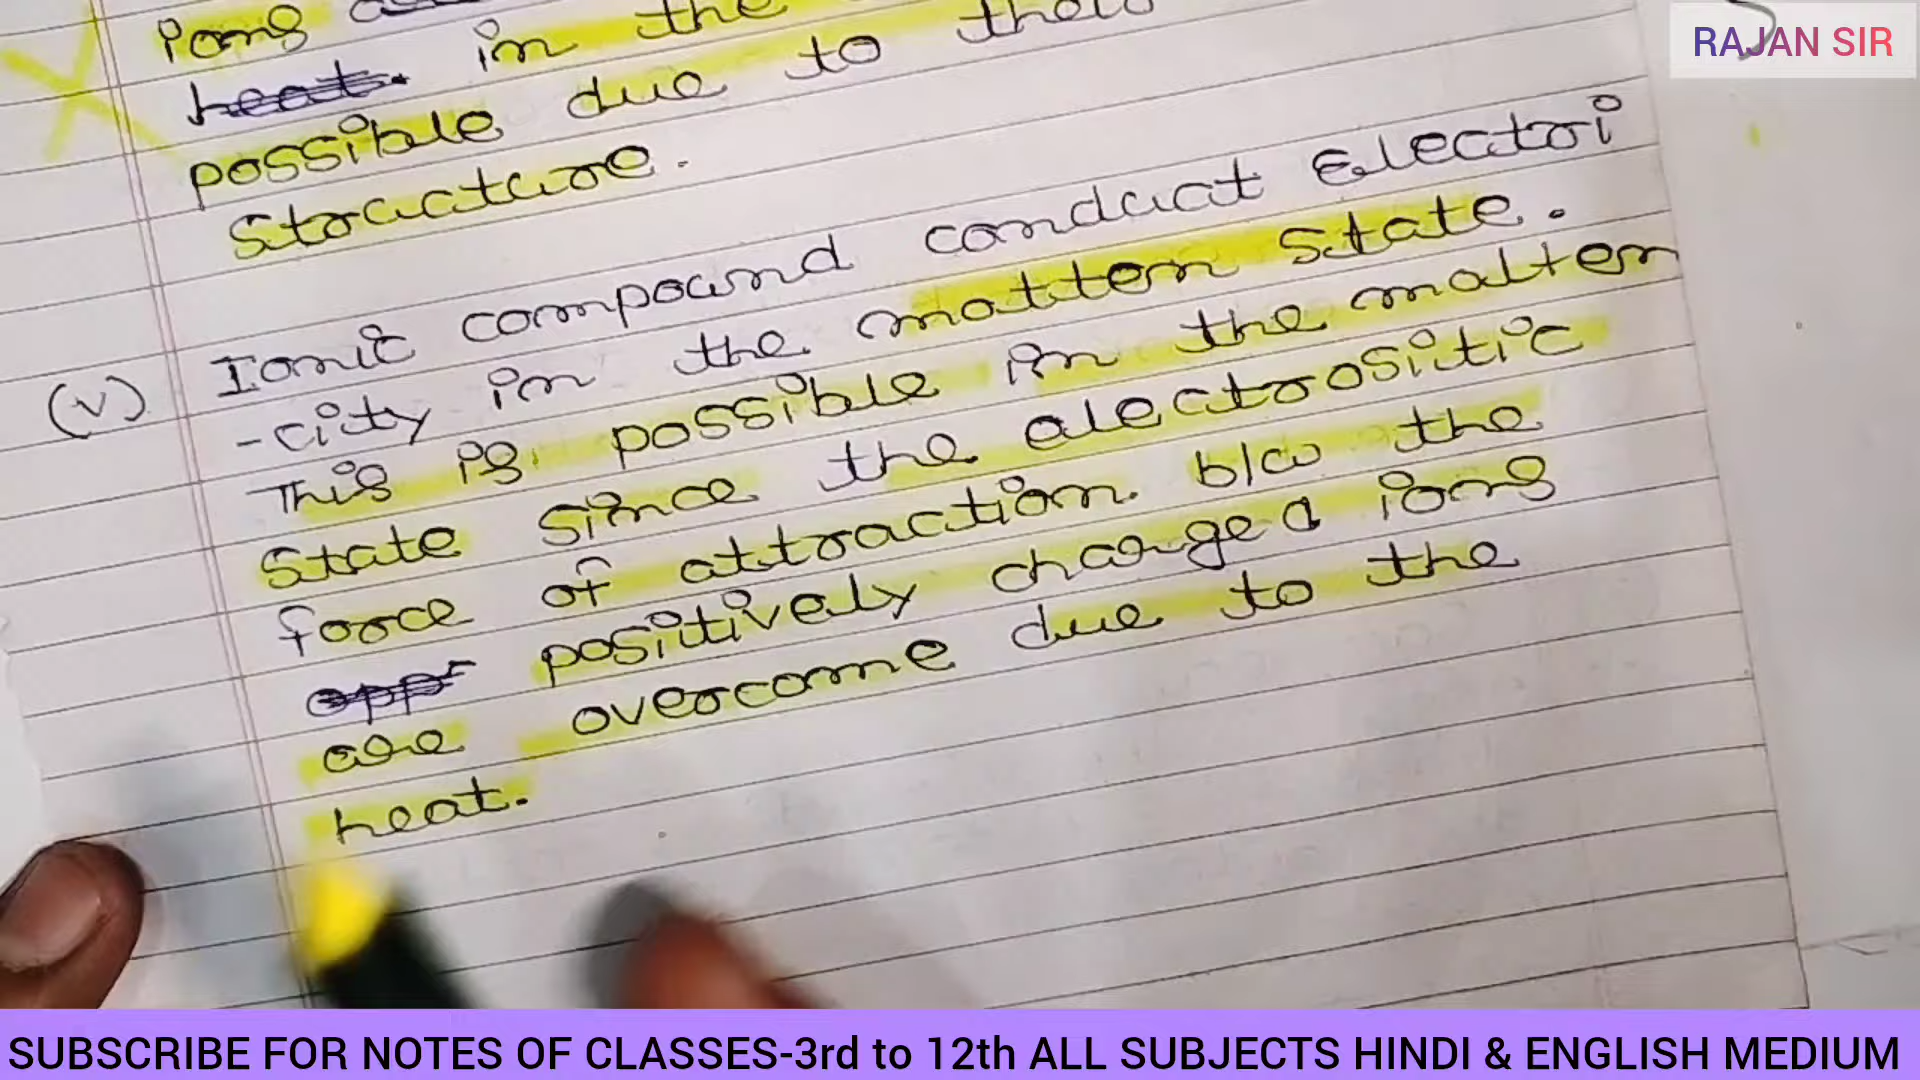 RAJAN SIR
ions
heat. in the
possible due to their
structure.
(v) Ionic compound conduct Electri
-city in the molten state.
This is possible in the molten
state since the electrositic
force of attraction b/w the
opp positively charged ions
are overcome due to the
heat.
SUBSCRIBE FOR NOTES OF CLASSES-3rd to 12th ALL SUBJECTS HINDI & ENGLISH MEDIUM